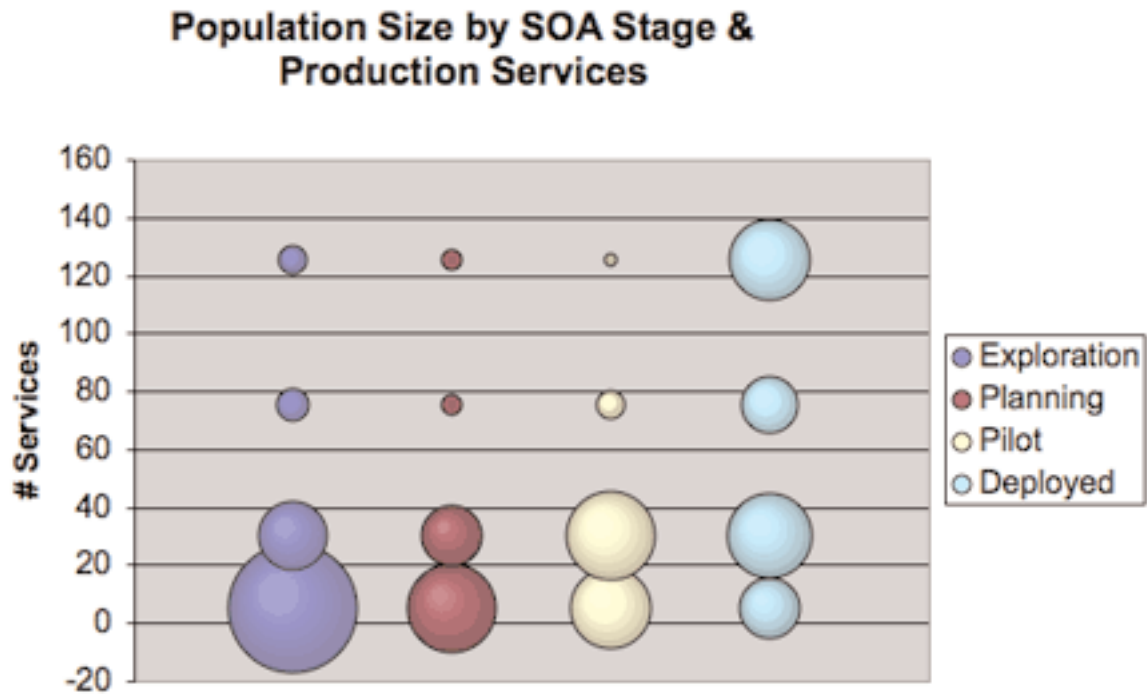 Population Size by SOA Stage &
Production Services
160
140
120
100
80
60
40
20
0
-20
# Services
Exploration
Planning
Pilot
Deployed